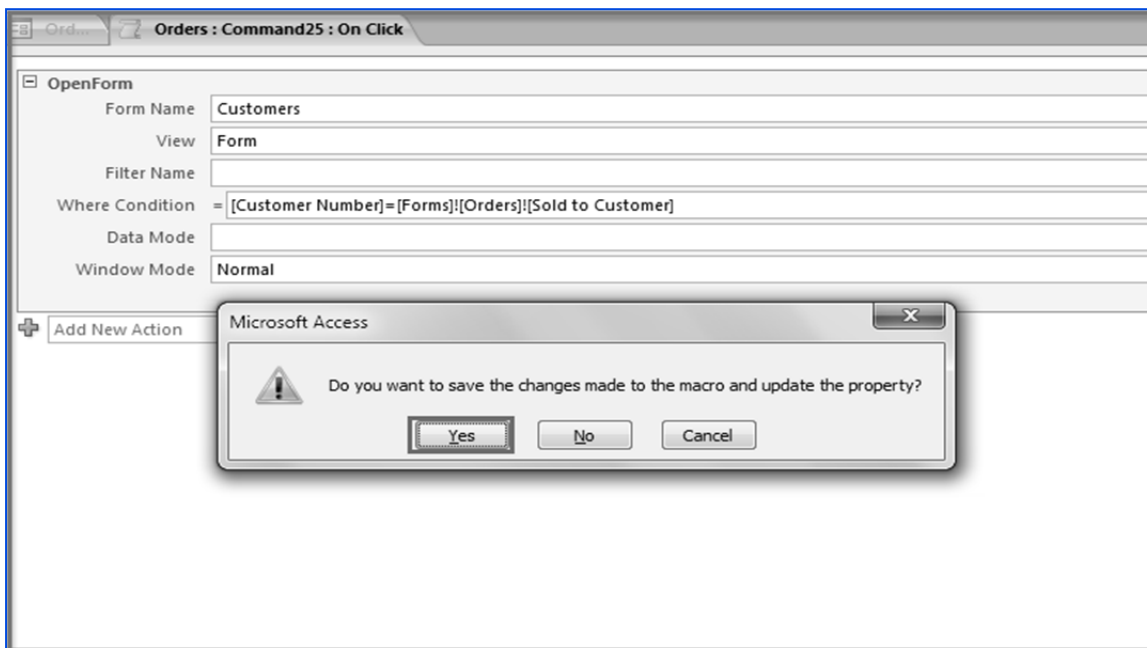 Ord... Orders : Command25 : On Click
OpenForm
Form Name Customers
View Form
Filter Name
Where Condition = [Customer Number]=[Forms]![Orders]![Sold to Customer]
Data Mode
Window Mode Normal
Add New Action
Microsoft Access
Do you want to save the changes made to the macro and update the property?
Yes No Cancel